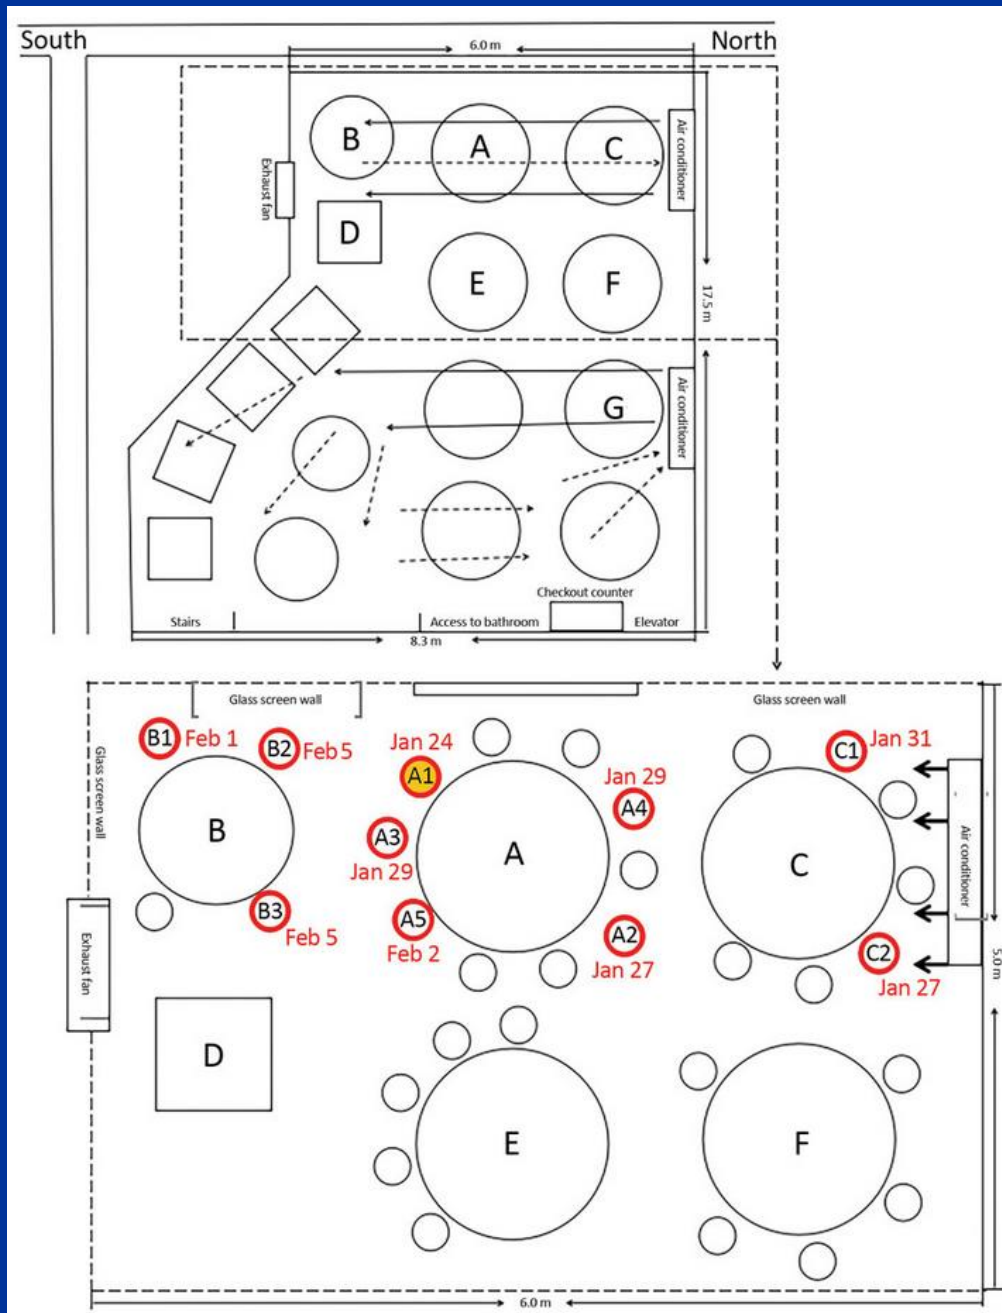 South
North
6.0 m
B
A
C
Air conditioner
Exhaust fan
D
E
F
17.5 m
G
Air conditioner
Checkout counter
Stairs
Access to bathroom
Elevator
8.3 m
Glass screen wall
Glass screen wall
Glass screen wall
B1 Feb 1
B2 Feb 5
Jan 24
A1
C1 Jan 31
Jan 29
A4
A3
Jan 29
B
A
C
Air conditioner
B3
Feb 5
A5
Feb 2
A2
Jan 27
C2
Jan 27
Exhaust fan
5.0 m
D
E
F
6.0 m